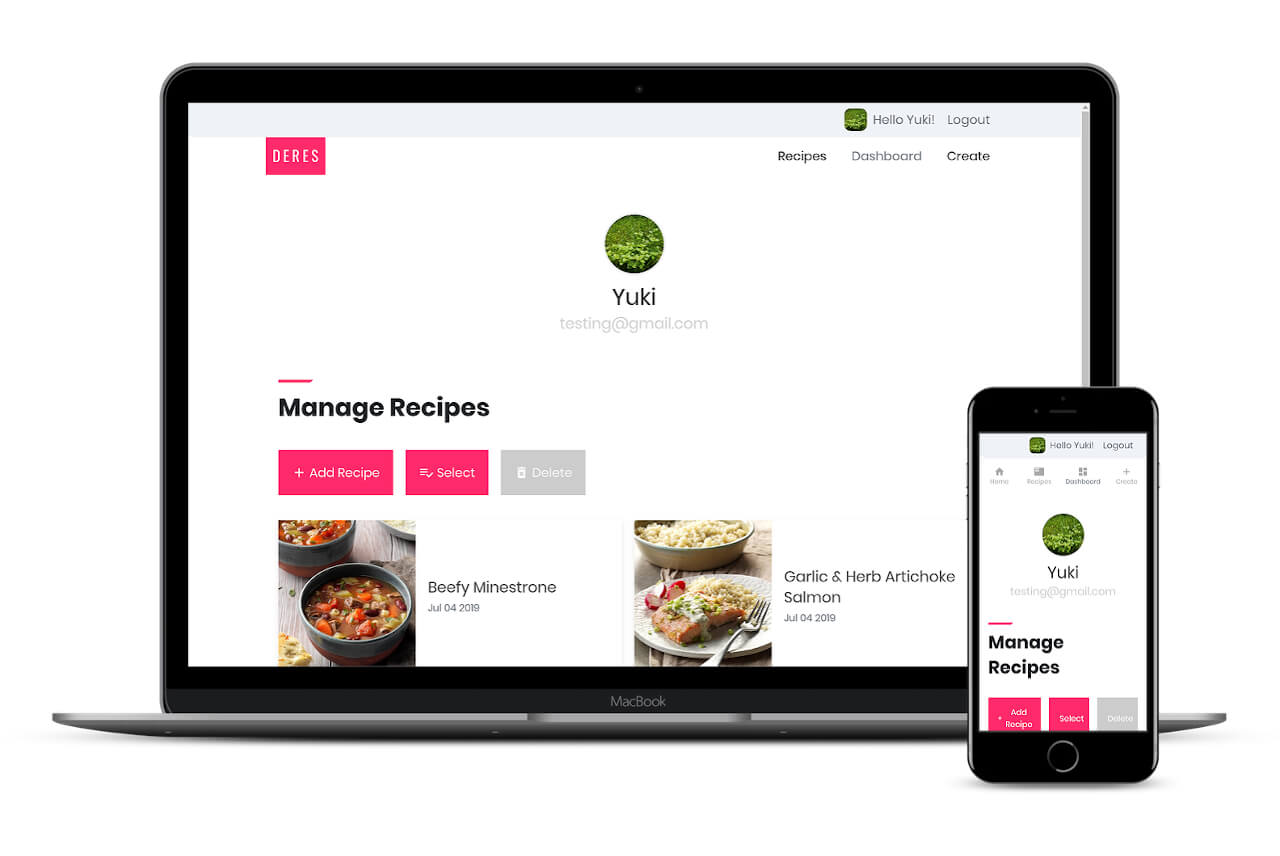 Hello Yuki! Logout
DERES
Recipes Dashboard Create
Yuki
testing@gmail.com
Manage Recipes
+ Add Recipe Select Delete
Beefy Minestrone
Jul 04 2019
Garlic & Herb Artichoke
Salmon
Jul 04 2019
MacBook
Hello Yuki! Logout
Home Recipes Dashboard Create
Yuki
testing@gmail.com
Manage
Recipes
+ Add
Recipe
Select
Delete